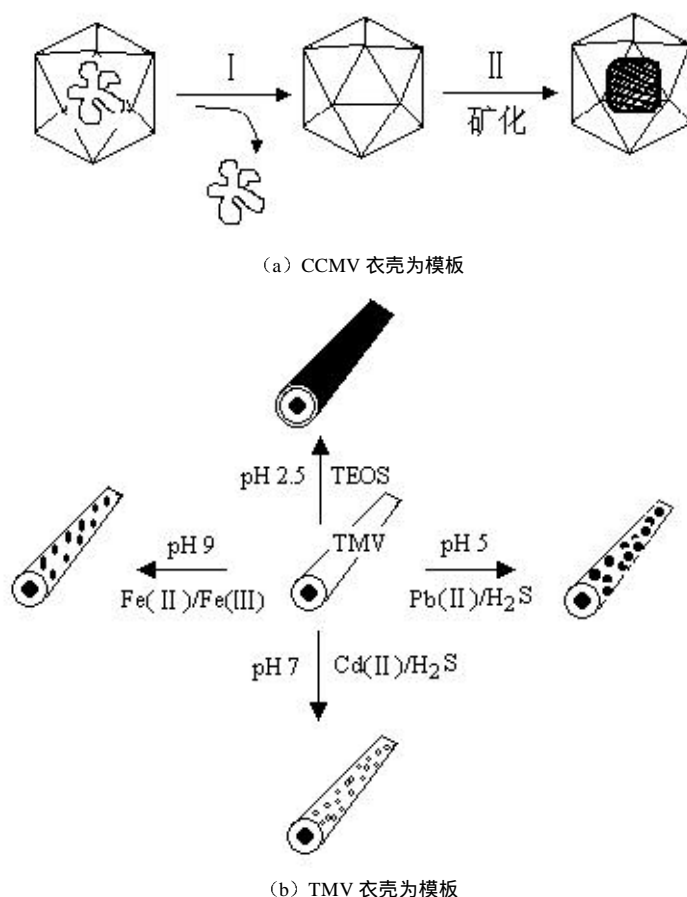 I
II
矿化
（a）CCMV 衣壳为模板
pH 2.5 TEOS
TMV
pH 9
Fe(II)/Fe(III)
pH 5
Pb(II)/H2S
pH 7 Cd(II)/H2S
（b）TMV 衣壳为模板